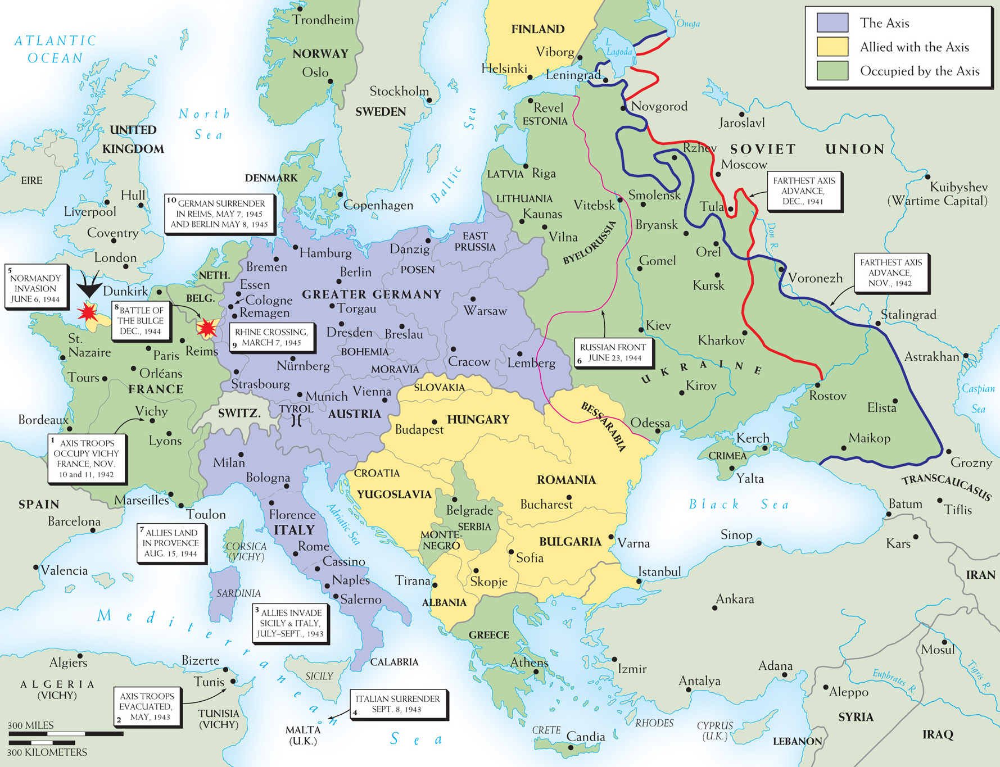 The Axis
Allied with the Axis
Occupied by the Axis
ATLANTIC
OCEAN
North
Sea
Baltic
Sea
L.
Onega
L.
Lagoda
Trondheim
NORWAY
Oslo
Stockholm
SWEDEN
FINLAND
Viborg
Helsinki
Leningrad
Novgorod
Revel
ESTONIA
Jaroslavl
UNITED
KINGDOM
EIRE
Hull
Liverpool
Coventry
London
DENMARK
Copenhagen
LATVIA
Riga
LITHUANIA
Kaunas
Vilna
Rzhev
SOVIET UNION
Moscow
FARTHEST AXIS
ADVANCE,
DEC., 1941
Kuibyshev
(Wartime Capital)
Vitebsk
Smolensk
Tula
Bryansk
Orel
Don R.
BYELORUSSIA
Gomel
Kursk
Voronezh
FARTHEST AXIS
ADVANCE,
NOV., 1942
Stalingrad
10 GERMAN SURRENDER
IN REIMS, MAY 7, 1945
AND BERLIN MAY 8, 1945
5
NORMANDY
INVASION
JUNE 6, 1944
Dunkirk
NETH.
BELG.
8 BATTLE OF
THE BULGE
DEC., 1944
Hamburg
Bremen
Essen
Cologne
Remagen
RHINE CROSSING,
MARCH 7, 1945
9
Danzig
EAST
PRUSSIA
POSEN
Berlin
GREATER GERMANY
Torgau
Warsaw
Dresden
Breslau
BOHEMIA
MORAVIA
Nürnberg
Cracow
Lemberg
Strasbourg
Munich
Vienna
TYROL
AUSTRIA
SWITZ.
St.
Nazaire
Paris
Reims
Orléans
Tours
FRANCE
Vichy
Bordeaux
Lyons
1 AXIS TROOPS
OCCUPY VICHY
FRANCE, NOV.
10 and 11, 1942
Marseilles
Toulon
7 ALLIES LAND
IN PROVENCE
AUG. 15, 1944
SPAIN
Barcelona
Valencia
CORSICA
(VICHY)
SARDINIA
Milan
Bologna
Florence
ITALY
Rome
Cassino
Naples
Salerno
Adriatic Sea
3 ALLIES INVADE
SICILY & ITALY,
JULY–SEPT., 1943
CALABRIA
SICILY
ITALIAN SURRENDER
4 SEPT. 8, 1943
MALTA
(U.K.)
Mediterranean
Sea
Algiers
ALGERIA
(VICHY)
Bizerte
Tunis
AXIS TROOPS
EVACUATED,
2 MAY, 1943
TUNISIA
(VICHY)
300 MILES
300 KILOMETERS
SLOVAKIA
HUNGARY
Budapest
CROATIA
YUGOSLAVIA
Belgrade
SERBIA
MONTE-
NEGRO
Tirana
Skopje
ALBANIA
GREECE
Athens
CRETE
Candia
BESSARABIA
ROMANIA
Bucharest
BULGARIA
Varna
Sofia
Istanbul
Kiev
RUSSIAN FRONT
6 JUNE 23, 1944
Kharkov
UKRAINE
Kirov
Odessa
Rostov
Astrakhan
Caspian
Sea
Elista
Kerch
CRIMEA
Yalta
Maikop
Grozny
TRANSCAUCASUS
Black Sea
Batum
Tiflis
Sinop
Kars
IRAN
Ankara
Izmir
Antalya
Adana
RHODES
CYPRUS
(U.K.)
Mosul
Tigris R.
Euphrates R.
Aleppo
SYRIA
LEBANON
IRAQ